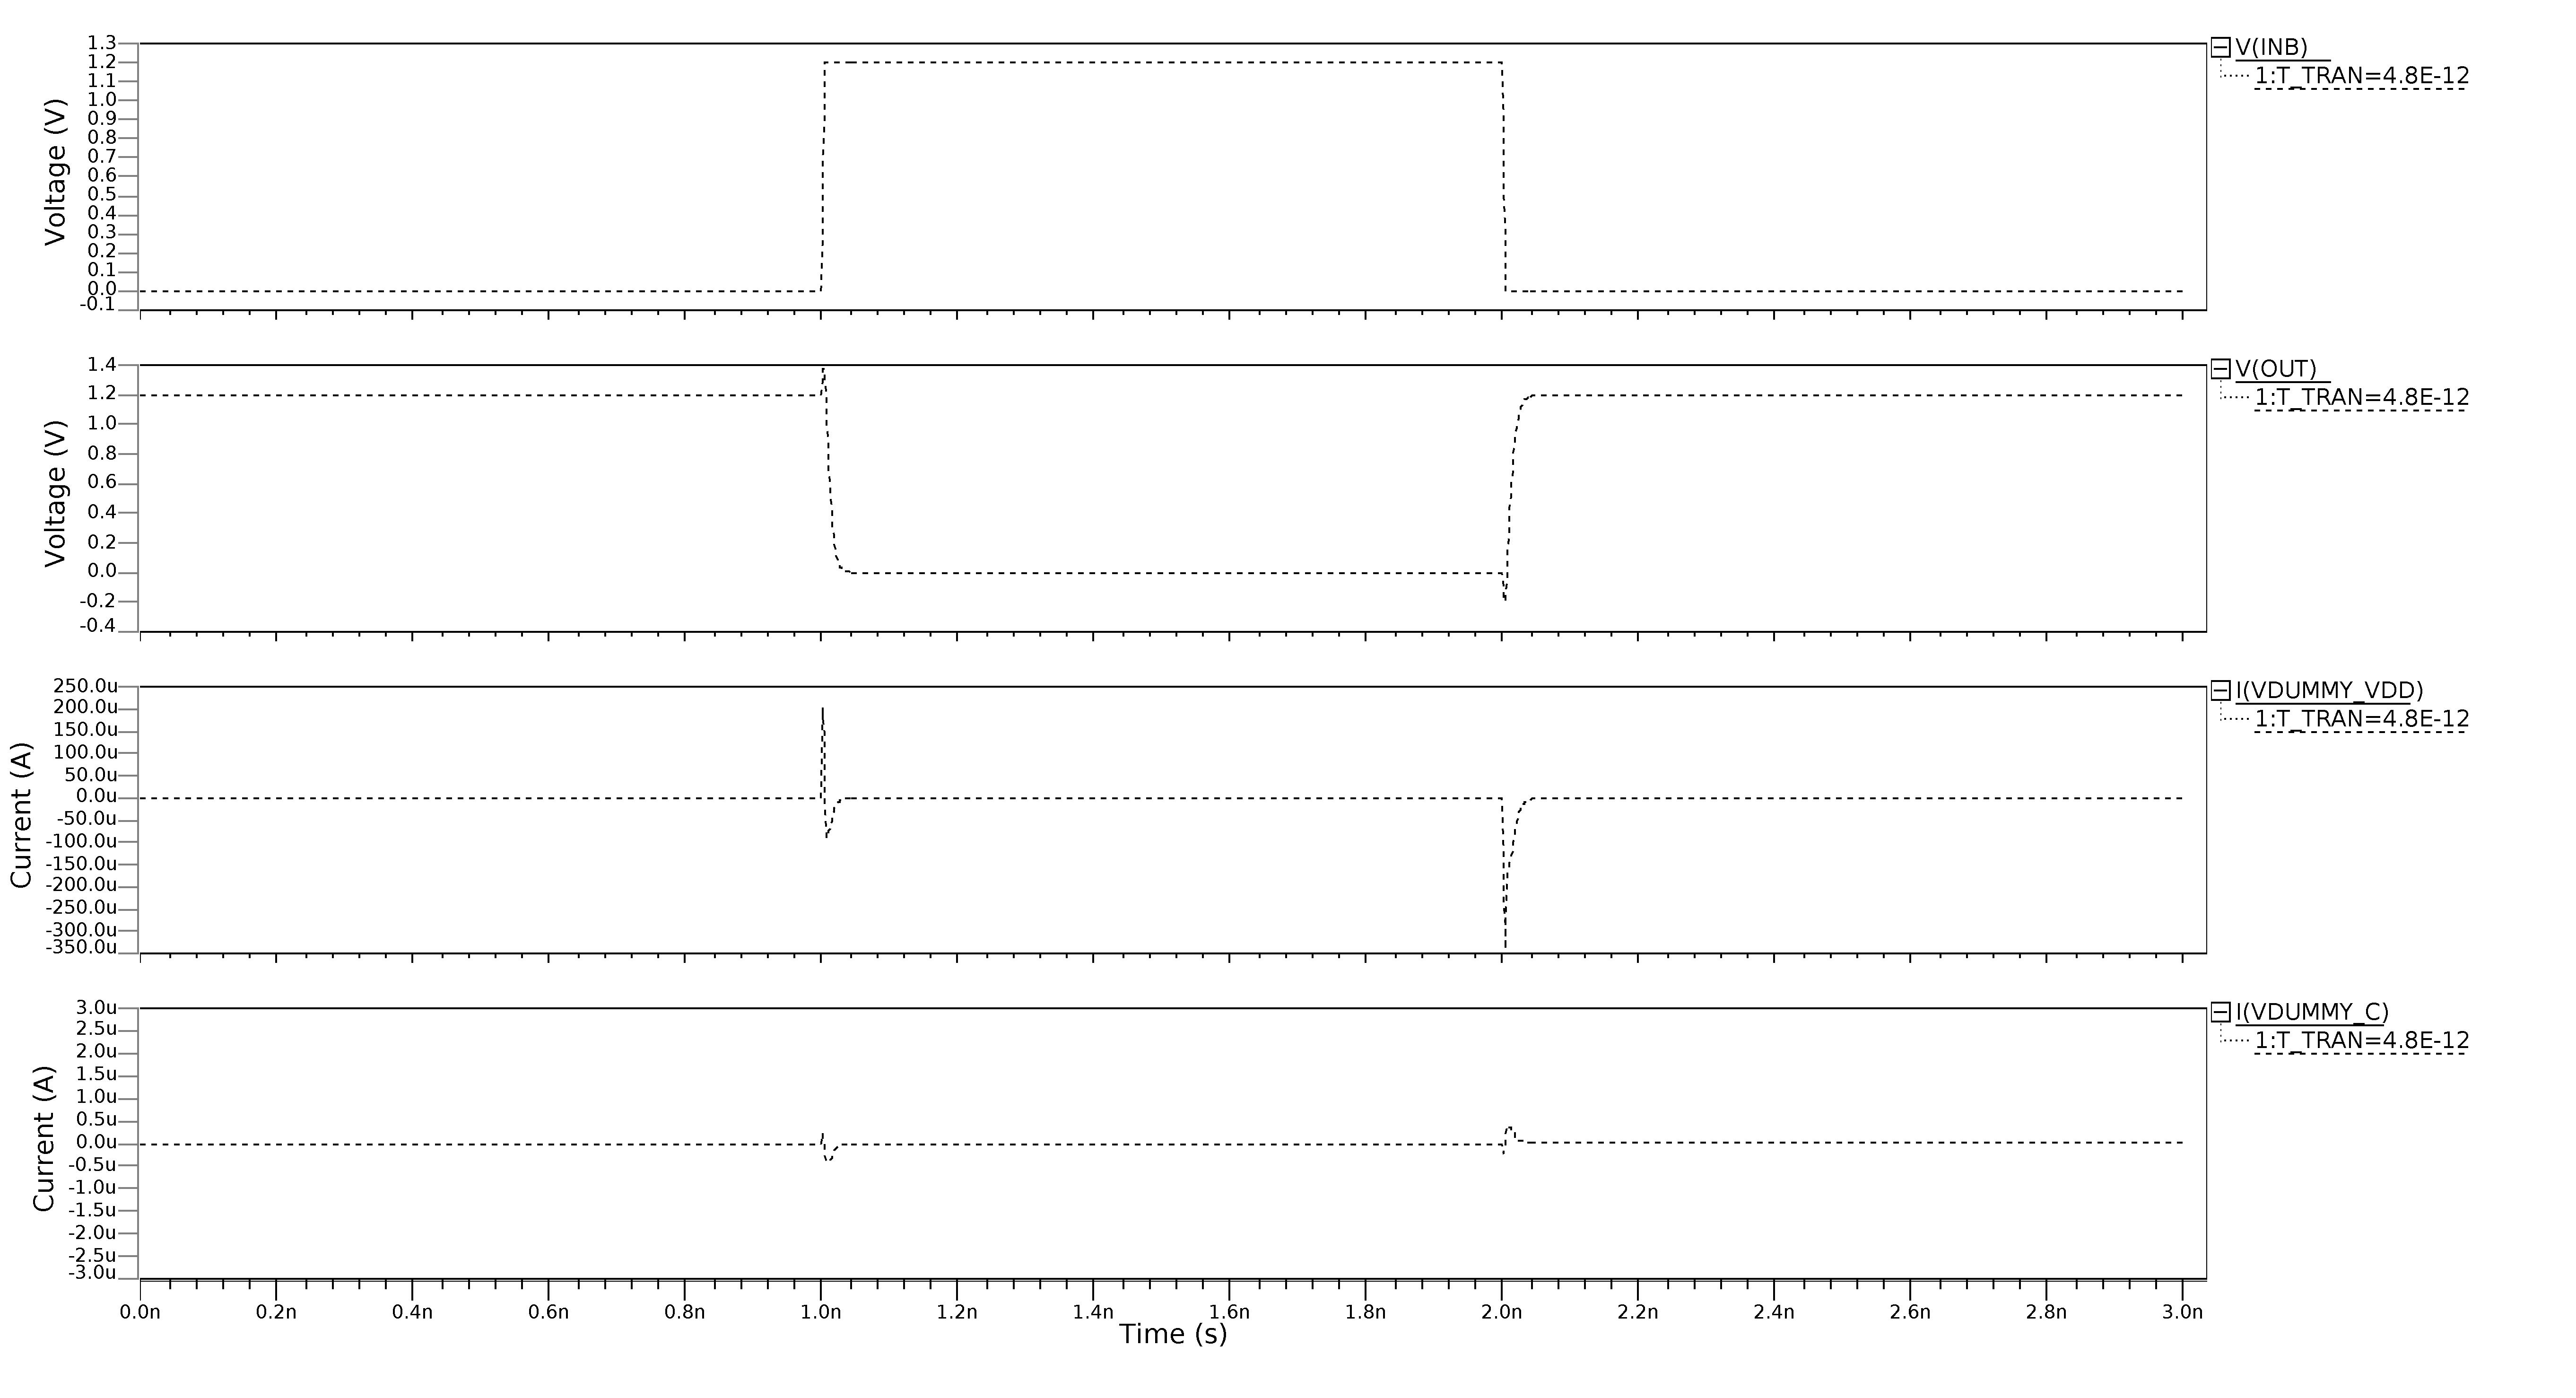 1.3
1.2
1.1
1.0
0.9
0.8
0.7
0.6
0.5
0.4
0.3
0.2
0.1
0.0
-0.1
Voltage (V)
V(INB)
1:T_TRAN=4.8E-12
1.4
1.2
1.0
0.8
0.6
0.4
0.2
0.0
-0.2
-0.4
Voltage (V)
V(OUT)
1:T_TRAN=4.8E-12
250.0u
200.0u
150.0u
100.0u
50.0u
0.0u
-50.0u
-100.0u
-150.0u
-200.0u
-250.0u
-300.0u
-350.0u
Current (A)
I(VDUMMY_VDD)
1:T_TRAN=4.8E-12
3.0u
2.5u
2.0u
1.5u
1.0u
0.5u
0.0u
-0.5u
-1.0u
-1.5u
-2.0u
-2.5u
-3.0u
Current (A)
I(VDUMMY_C)
1:T_TRAN=4.8E-12
0.0n 0.2n 0.4n 0.6n 0.8n 1.0n 1.2n 1.4n 1.6n 1.8n 2.0n 2.2n 2.4n 2.6n 2.8n 3.0n
Time (s)